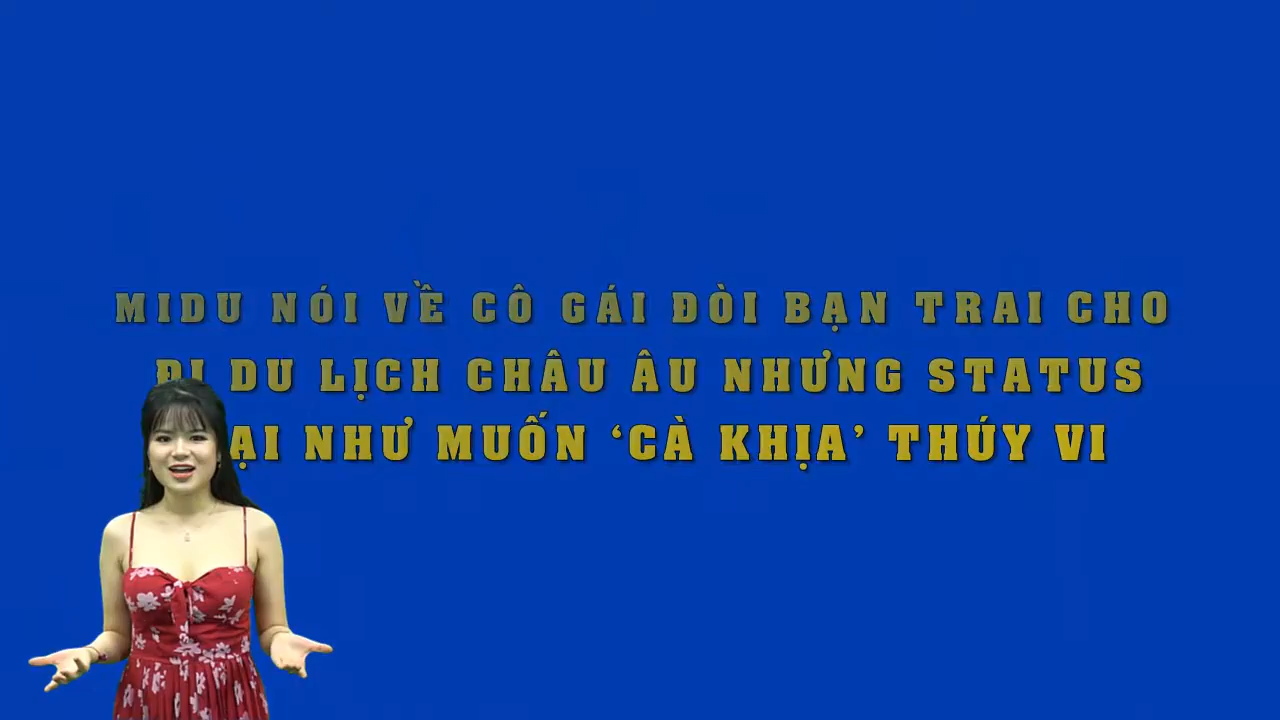 MIDU NÓI VỀ CÔ GÁI ĐÒI BẠN TRAI CHO
ĐI DU LỊCH CHÂU ÂU NHƯNG STATUS
NHƯ MUỐN ‘CÀ KHỊA’ THÚY VI